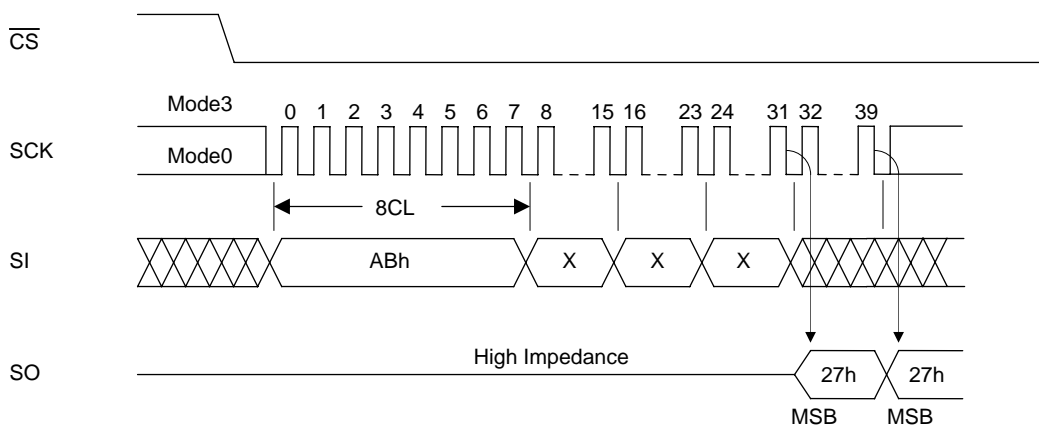 CS
Mode3
0 1 2 3 4 5 6 7 8 15 16 23 24 31 32 39
SCK
Mode0
8CL
SI
ABh X X X
High Impedance
SO
27h 27h
MSB MSB